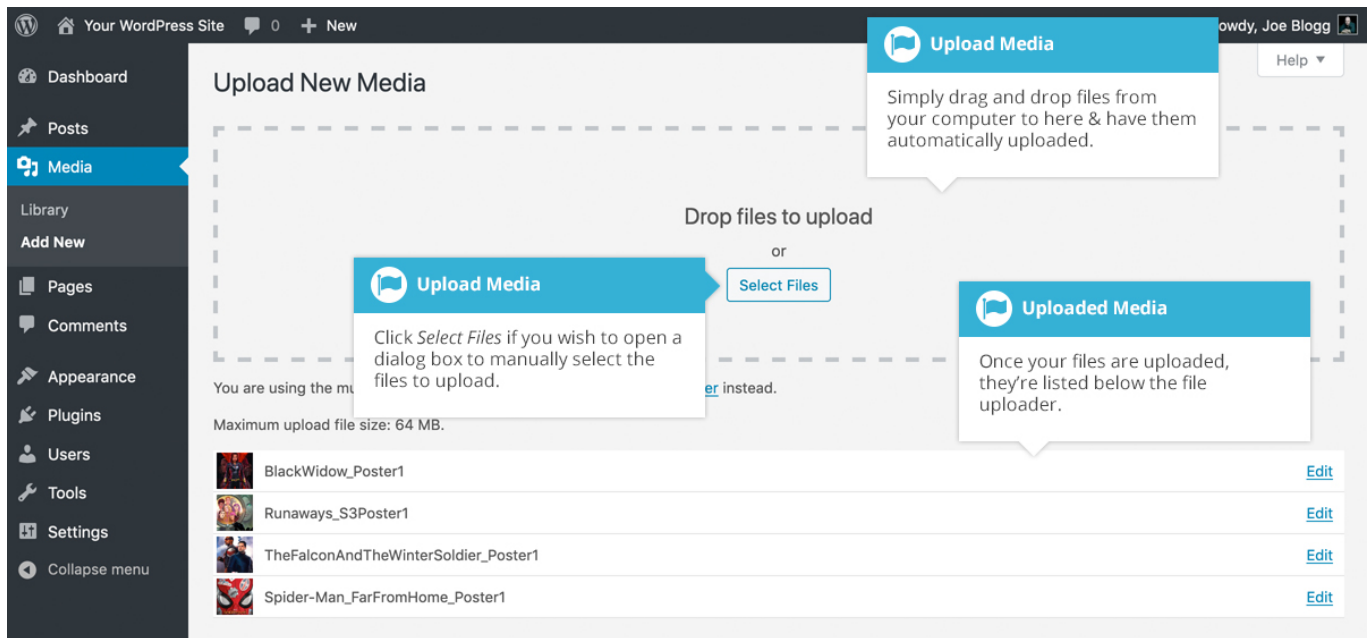 Your WordPress Site 0 + New
owdy, Joe Blogg
Help
Dashboard
Posts
Media
Library
Add New
Pages
Comments
Appearance
Plugins
Users
Tools
Settings
Collapse menu
Upload New Media
Upload Media
Simply drag and drop files from
your computer to here & have them
automatically uploaded.
Drop files to upload
or
Select Files
Upload Media
Click Select Files if you wish to open a
dialog box to manually select the
files to upload.
Uploaded Media
Once your files are uploaded,
they’re listed below the file
uploader.
You are using the mu
er instead.
Maximum upload file size: 64 MB.
BlackWidow_Poster1 Edit
Runaways_S3Poster1 Edit
TheFalconAndTheWinterSoldier_Poster1 Edit
Spider-Man_FarFromHome_Poster1 Edit